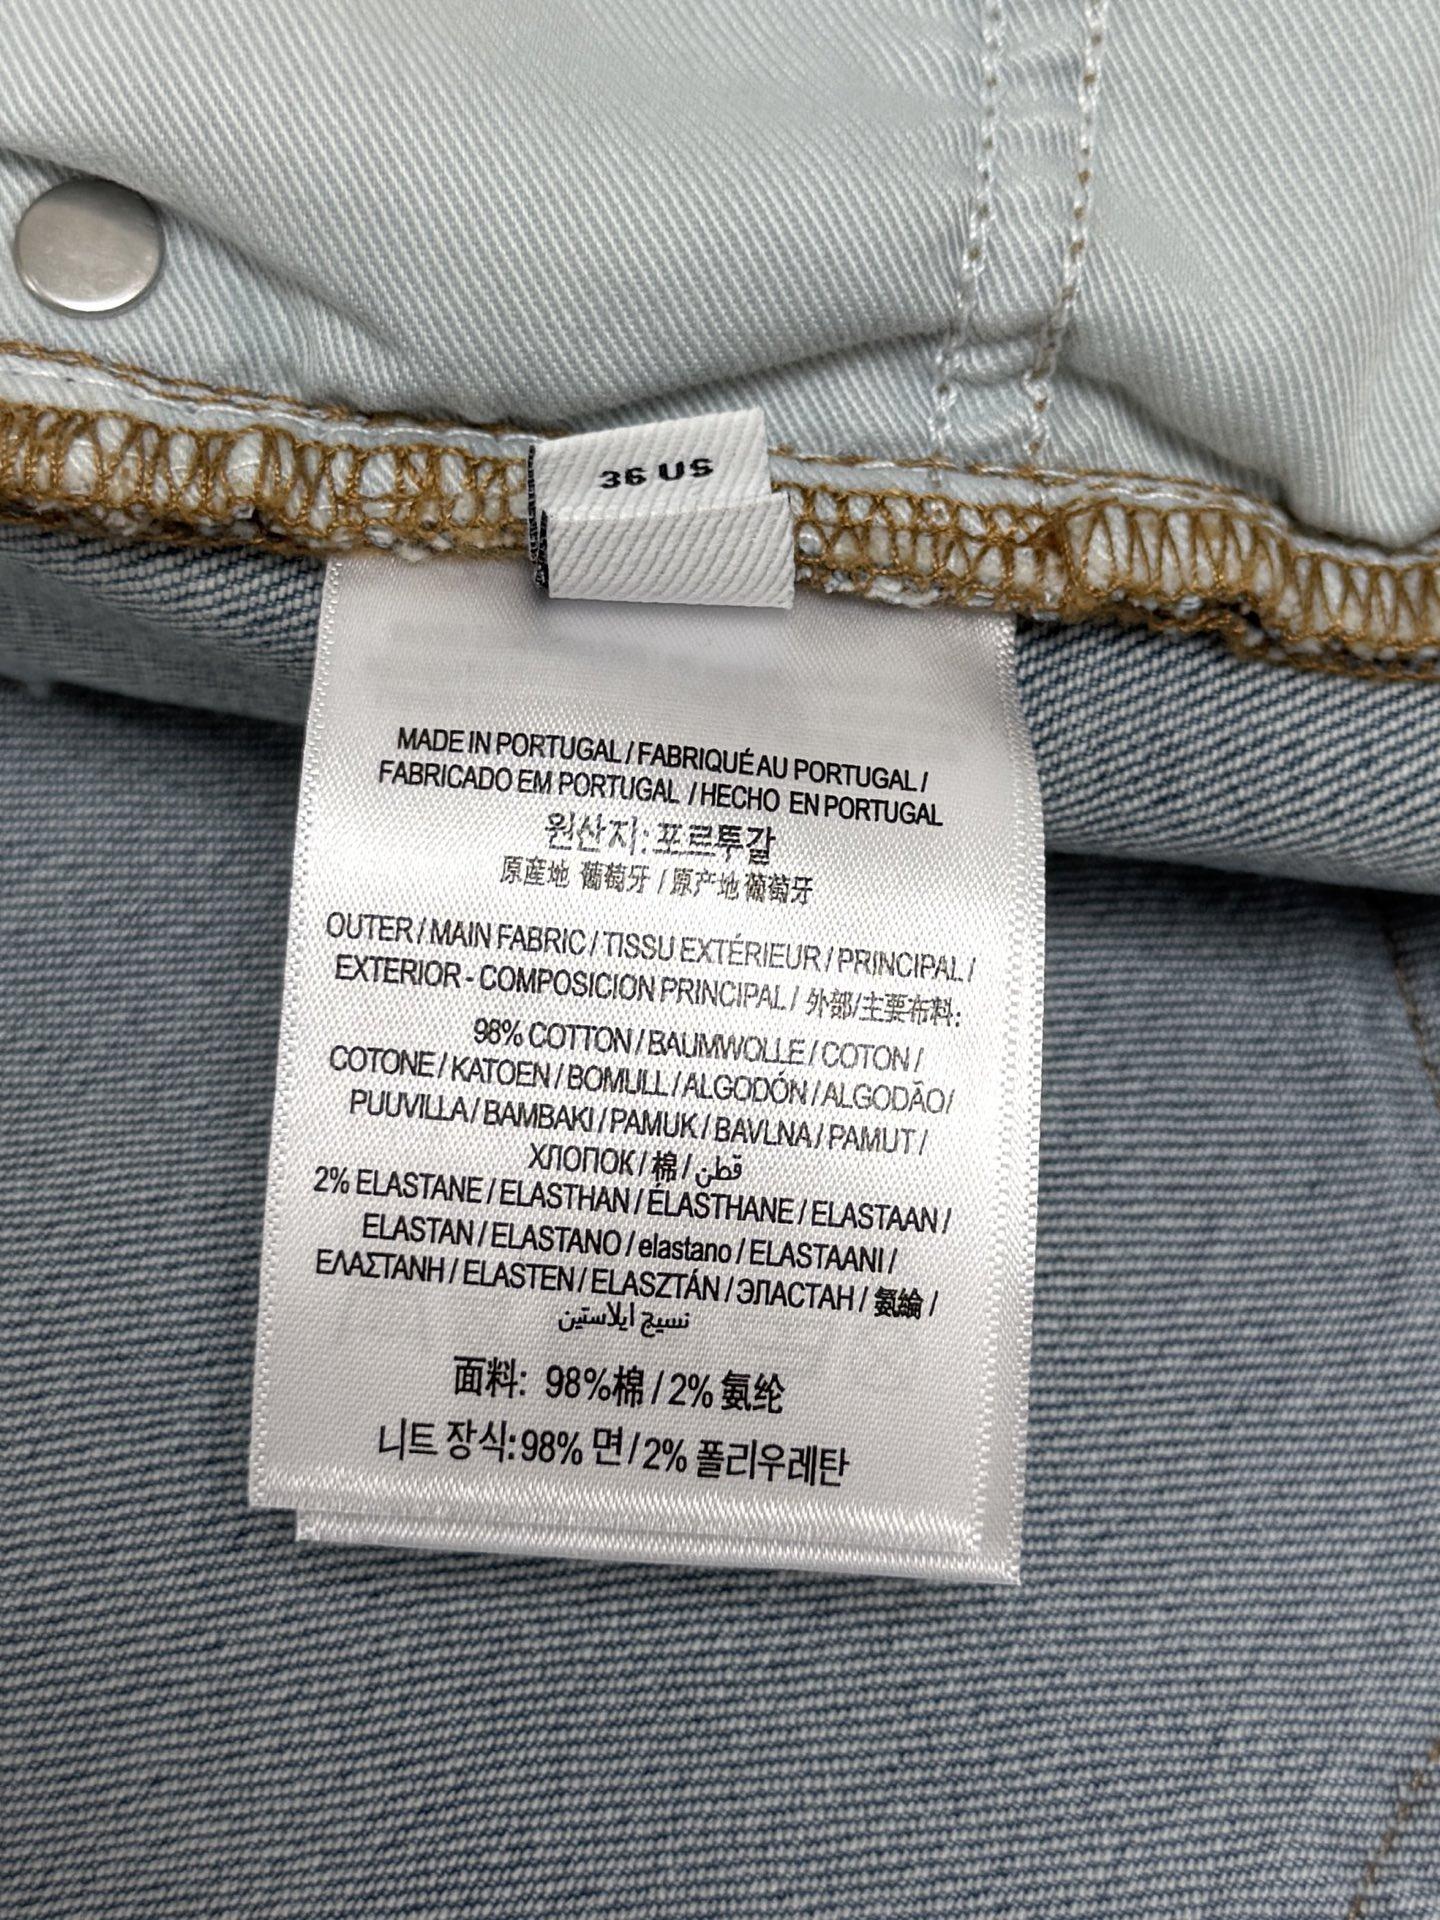 36 US
MADE IN PORTUGAL / FABRIQUÉ AU PORTUGAL /
FABRICADO EM PORTUGAL / HECHO EN PORTUGAL
원산지: 포르투갈
原産地 葡萄牙 / 原产地 葡萄牙
OUTER / MAIN FABRIC / TISSU EXTÉRIEUR / PRINCIPAL /
EXTERIOR - COMPOSICION PRINCIPAL / 外部/主要布料:
98% COTTON / BAUMWOLLE / COTON /
COTONE / KATOEN / BOMULL / ALGODÓN / ALGODÃO /
PUUVILLA / BAMBAKI / PAMUK / BAVLNA / PAMUT /
ХЛОПОК / 棉 / قطن
2% ELASTANE / ELASTHAN / ÉLASTHANE / ELASTAAN /
ELASTAN / ELASTANO / elastano / ELASTAANI /
ΕΛΑΣΤΑΝΗ / ELASTEN / ELASZTÁN / ЭЛАСТАН / 氨綸 /
نسيج ايلاستين
面料: 98%棉 / 2% 氨纶
니트 장식: 98% 면 / 2% 폴리우레탄